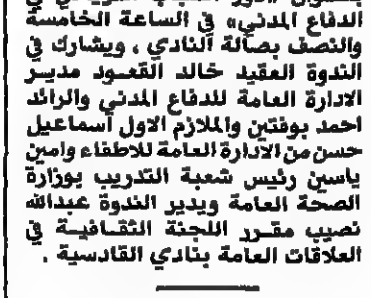 الدفاع المدني» في الساعة الخامسة
والنصف بصالة النادي ، ويشارك في
الندوة العقيد خالد القعود مدير
الادارة العامة للدفاع المدني والرائد
احمد بوفتين والملازم الاول أسماعيل
حسن من الادارة العامة للاطفاء وامين
ياسين رئيس شعبة التدريب بوزارة
الصحة العامة ويدير الندوة عبدالله
نصيب مقرر اللجنة الثقافية في
العلاقات العامة بنادي القادسية .